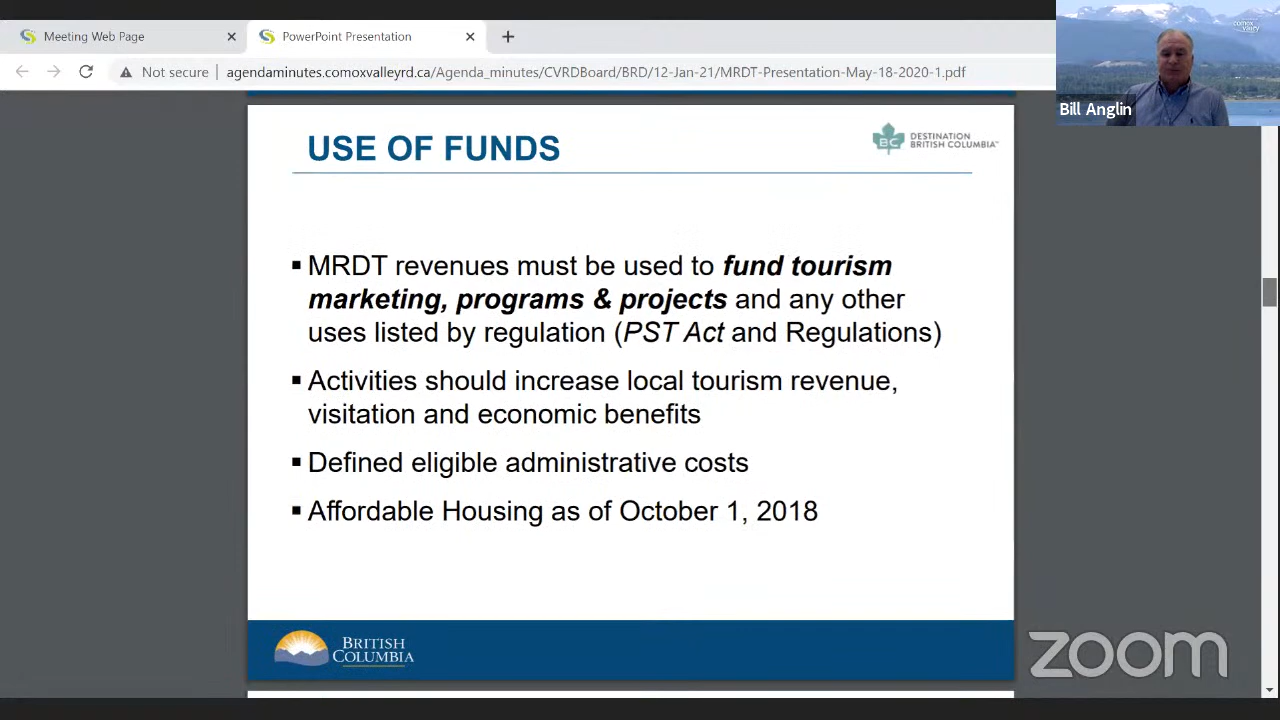 Meeting Web Page
PowerPoint Presentation
Not secure
agendaminutes.comoxvalleyrd.ca/Agenda_minutes/CVRDBoard/BRD/12-Jan-21/MRDT-Presentation-May-18-2020-1.pdf
comox valley
Bill Anglin
USE OF FUNDS
BC
DESTINATION
BRITISH COLUMBIA™
▪ MRDT revenues must be used to fund tourism
marketing, programs & projects and any other
uses listed by regulation (PST Act and Regulations)
▪ Activities should increase local tourism revenue,
visitation and economic benefits
▪ Defined eligible administrative costs
▪ Affordable Housing as of October 1, 2018
BRITISH
COLUMBIA
zoom